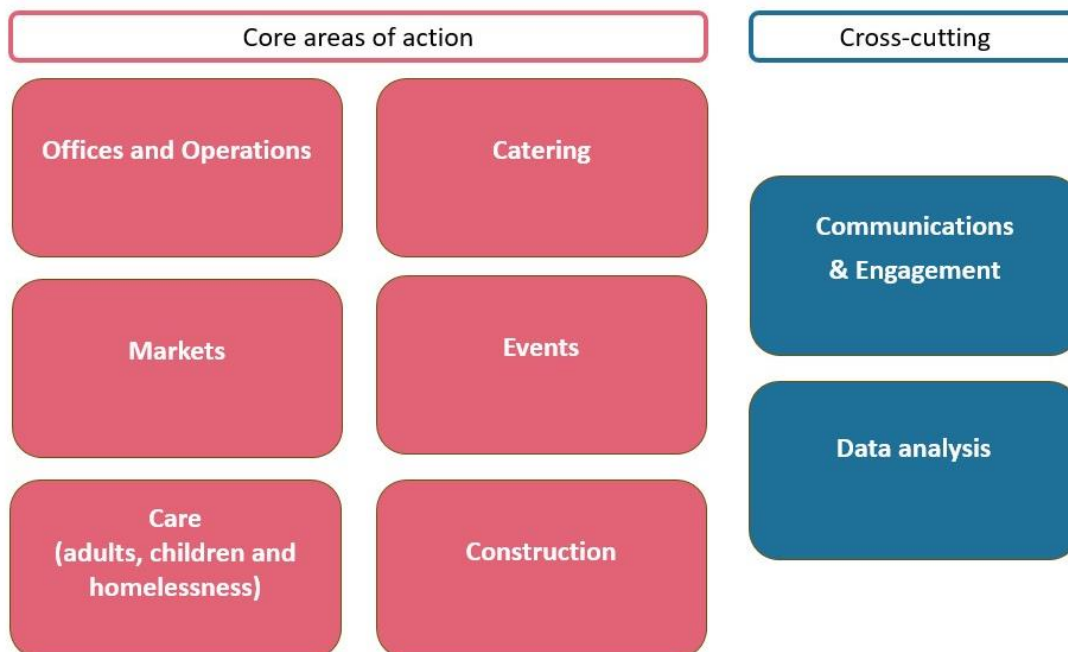 Core areas of action
Cross-cutting
Offices and Operations
Catering
Communications
& Engagement
Markets
Events
Data analysis
Care
(adults, children and
homelessness)
Construction